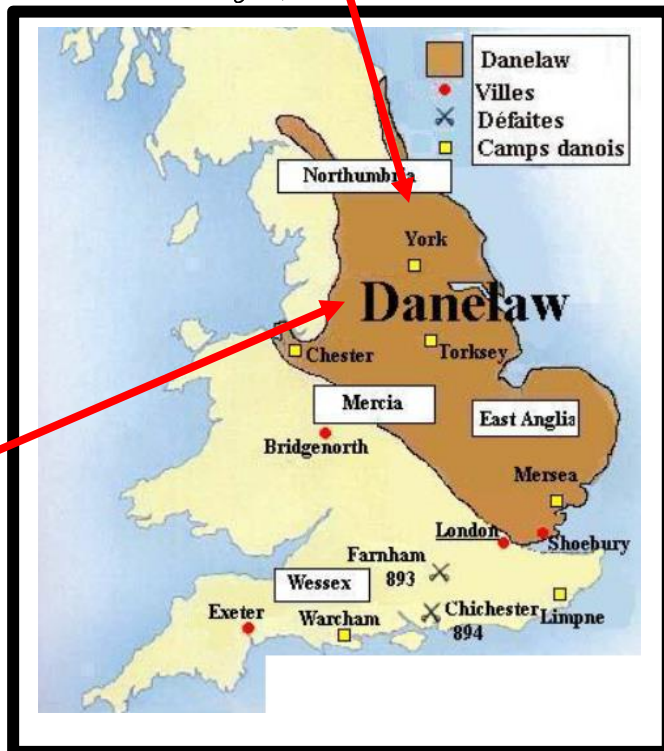 Danelaw
Villes
Défaites
Camps danois
Northumbria
York
Danelaw
Chester
Torksey
Mercia
East Anglia
Bridgenorth
Mersea
London
Shoebury
Farnham
893
Wessex
Exeter
Warcham
Chichester
894
Limpne